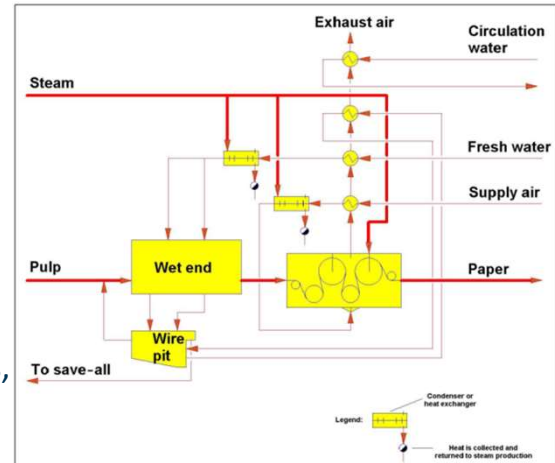 Exhaust air
Circulation
water
Steam
Fresh water
Supply air
Pulp
Wet end
Paper
Wire
pit
,
To save-all
Condenser or
heat exchanger
Legend:
Heat is collected and
returned to steam production